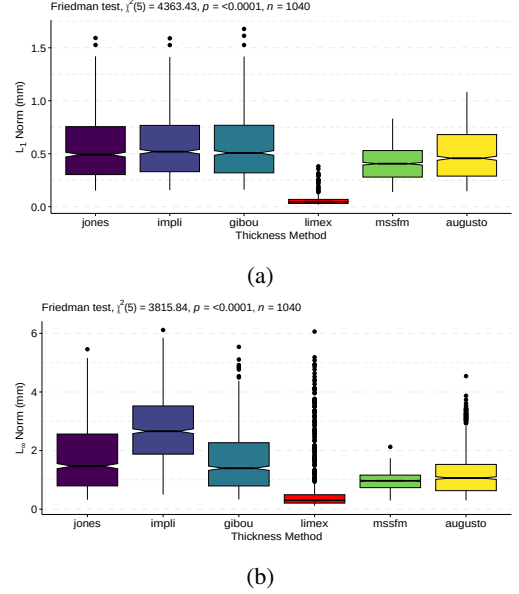 Friedman test, χ²(5) = 4363.43, p = <0.0001, n = 1040
1.5
1.0
0.5
0.0
L₁ Norm (mm)
jones impli gibou limex mssfm augusto
Thickness Method
(a)
Friedman test, χ²(5) = 3815.84, p = <0.0001, n = 1040
6
4
2
0
L∞ Norm (mm)
jones impli gibou limex mssfm augusto
Thickness Method
(b)